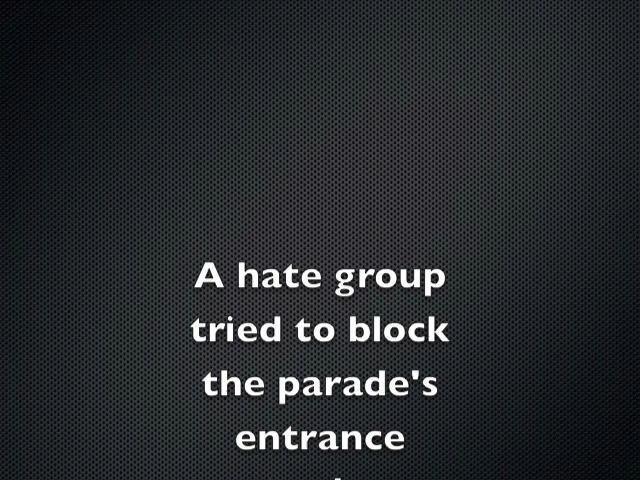 A hate group
tried to block
the parade's
entrance